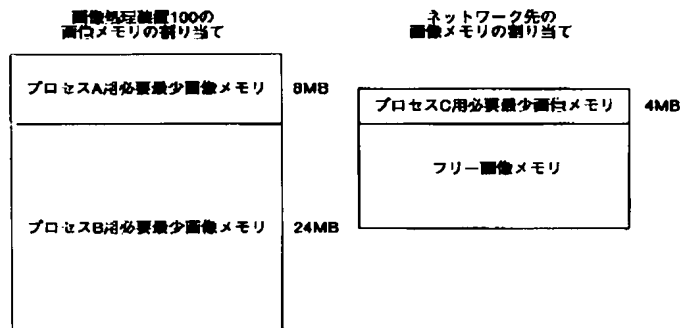 画像処理装置100の
画像メモリの割り当て
プロセスA用必要最少画像メモリ
8MB
プロセスB用必要最少画像メモリ
24MB
ネットワーク先の
画像メモリの割り当て
プロセスC用必要最少画像メモリ
4MB
フリー画像メモリ